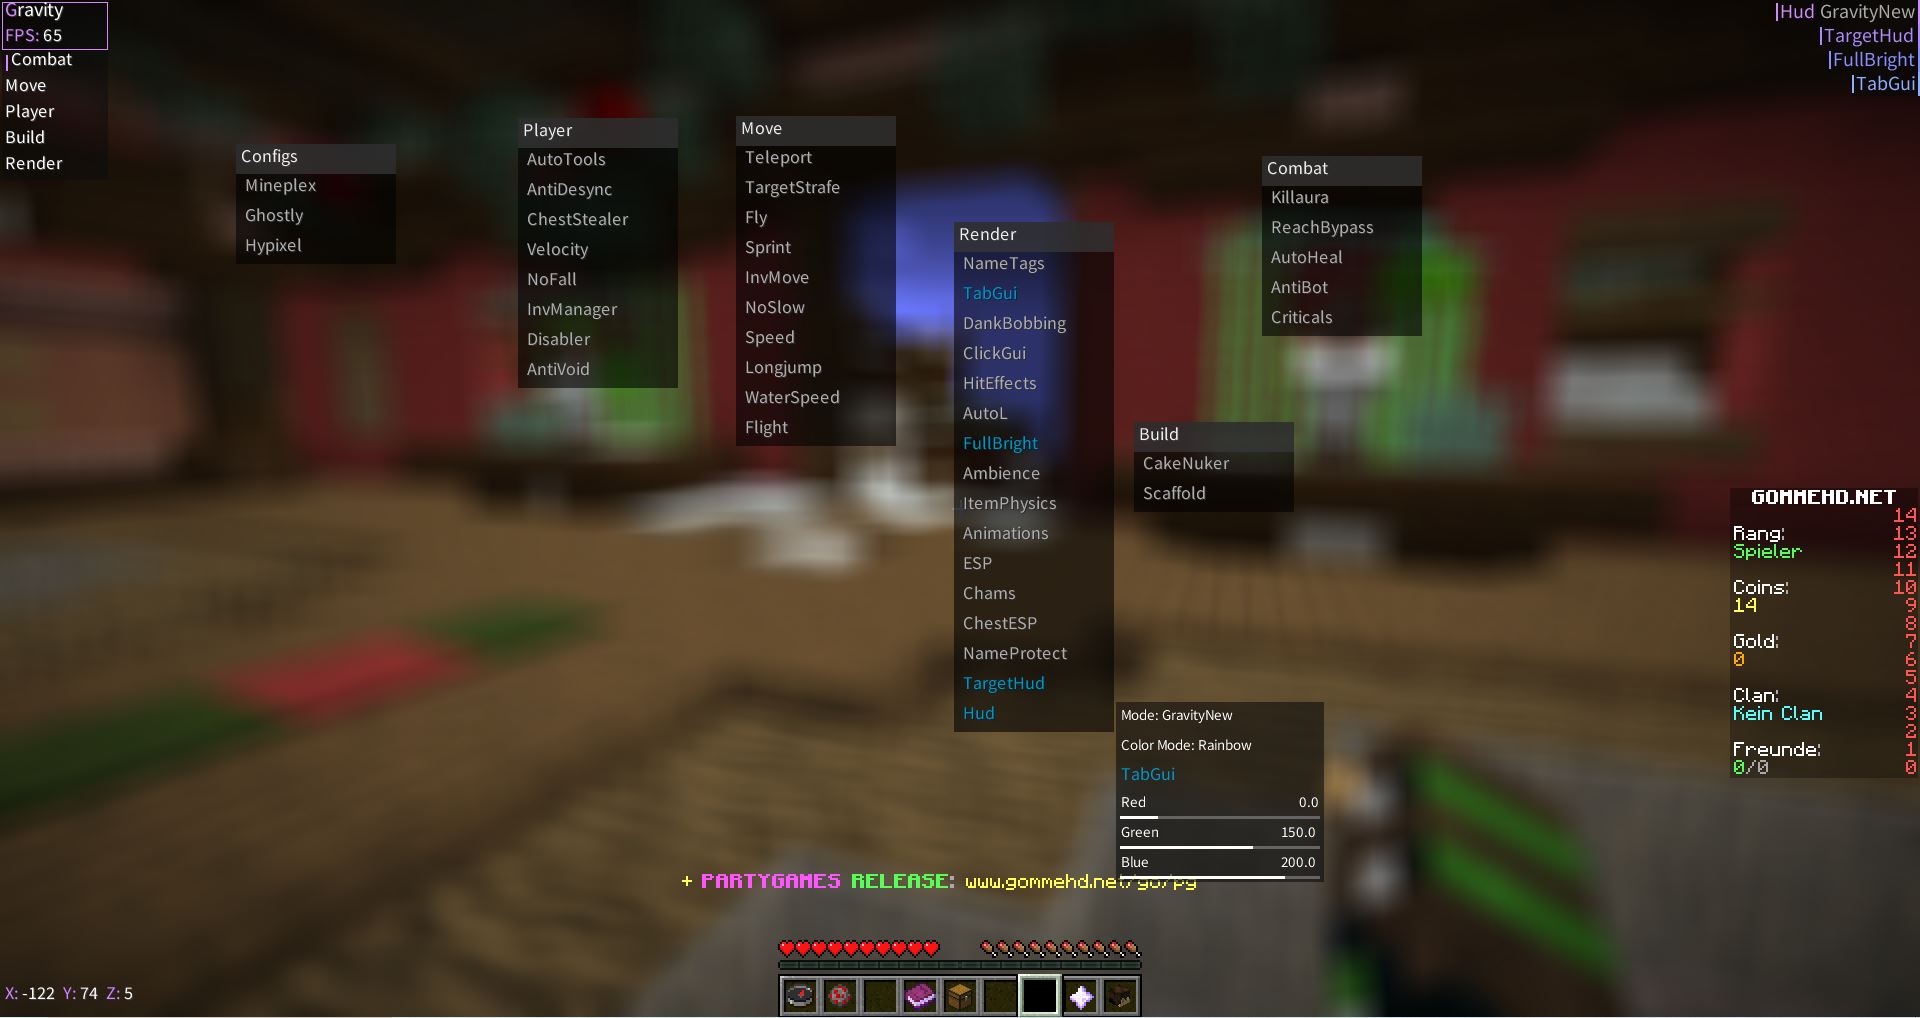 Gravity
FPS: 65
Combat
Move
Player
Build
Render
|Hud GravityNew
|TargetHud
|FullBright
|TabGui
Configs
Mineplex
Ghostly
Hypixel
Player
AutoTools
AntiDesync
ChestStealer
Velocity
NoFall
InvManager
Disabler
AntiVoid
Move
Teleport
TargetStrafe
Fly
Sprint
InvMove
NoSlow
Speed
Longjump
WaterSpeed
Flight
Render
NameTags
TabGui
DankBobbing
ClickGui
HitEffects
AutoL
FullBright
Ambience
ItemPhysics
Animations
ESP
Chams
ChestESP
NameProtect
TargetHud
Hud
Combat
Killaura
ReachBypass
AutoHeal
AntiBot
Criticals
Build
CakeNuker
Scaffold
Mode: GravityNew
Color Mode: Rainbow
TabGui
Red 0.0
Green 150.0
Blue 200.0
GOMMEHD.NET
14
Rang: 13
Spieler 12
11
Coins: 10
14 9
8
Gold: 7
0 6
5
Clan: 4
Kein Clan 3
2
Freunde: 1
0/0 0
+ PARTYGAMES RELEASE: www.gommehd.net/go/pg
X: -122 Y: 74 Z: 5